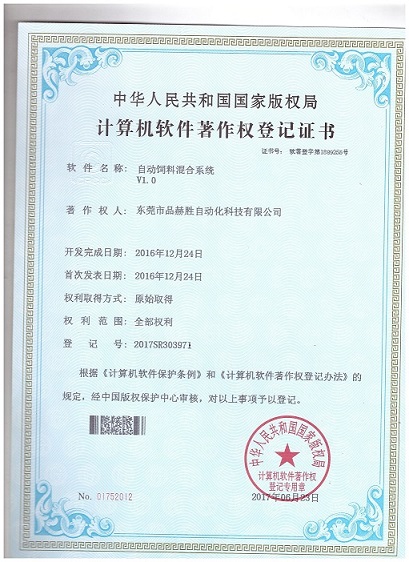 中华人民共和国国家版权局
计算机软件著作权登记证书
证书号: 软著登字第1889255号
软件名称: 自动饲料混合系统
V1.0
著作权人: 东莞市品赫胜自动化科技有限公司
开发完成日期: 2016年12月24日
首次发表日期: 2016年12月24日
权利取得方式: 原始取得
权利范围: 全部权利
登记号: 2017SR303971
根据《计算机软件保护条例》和《计算机软件著作权登记办法》的
规定,经中国版权保护中心审核,对以上事项予以登记。
中华人民共和国国家版权局
计算机软件著作权
登记专用章
No. 01752012
2017年06月23日